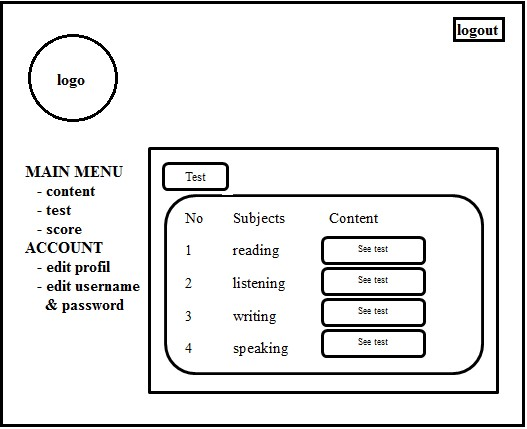 logout
logo
MAIN MENU
- content
- test
- score
ACCOUNT
- edit profil
- edit username
& password
Test
No Subjects Content
1 reading See test
2 listening See test
3 writing See test
4 speaking See test